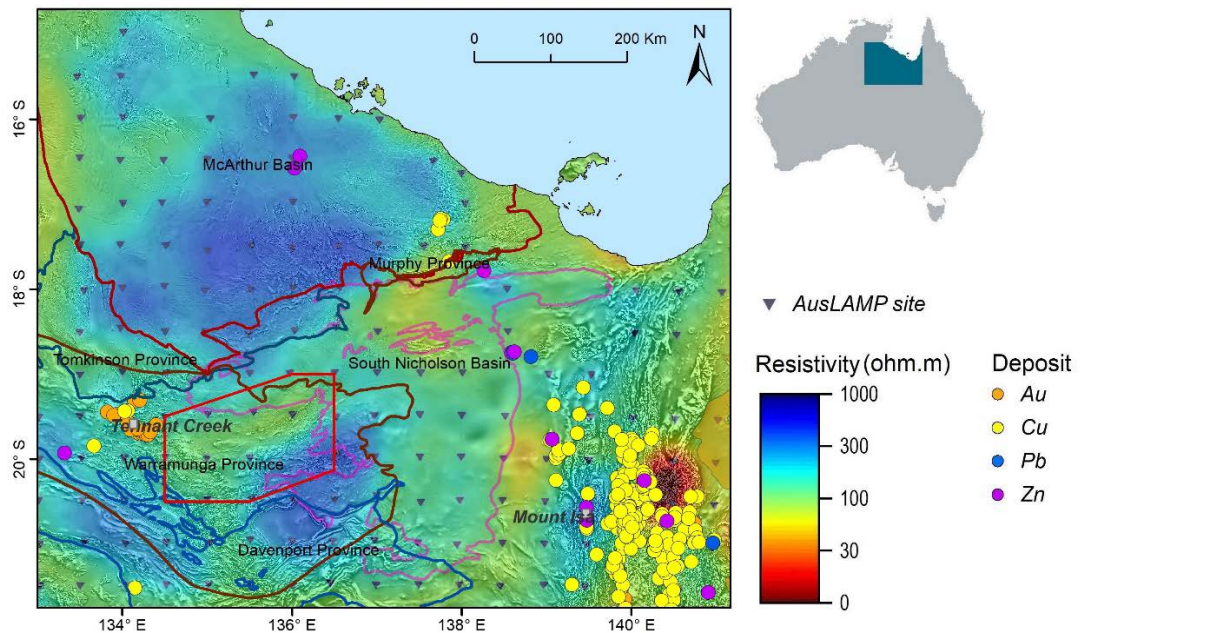 N
0 100 200 Km
16° S
18° S
20° S
134° E 136° E 138° E 140° E
McArthur Basin
Murphy Province
Tomkinson Province
South Nicholson Basin
Tennant Creek
Warramunga Province
Mount Isa
Davenport Province
AusLAMP site
Resistivity (ohm.m)
1000
300
100
30
0
Deposit
Au
Cu
Pb
Zn